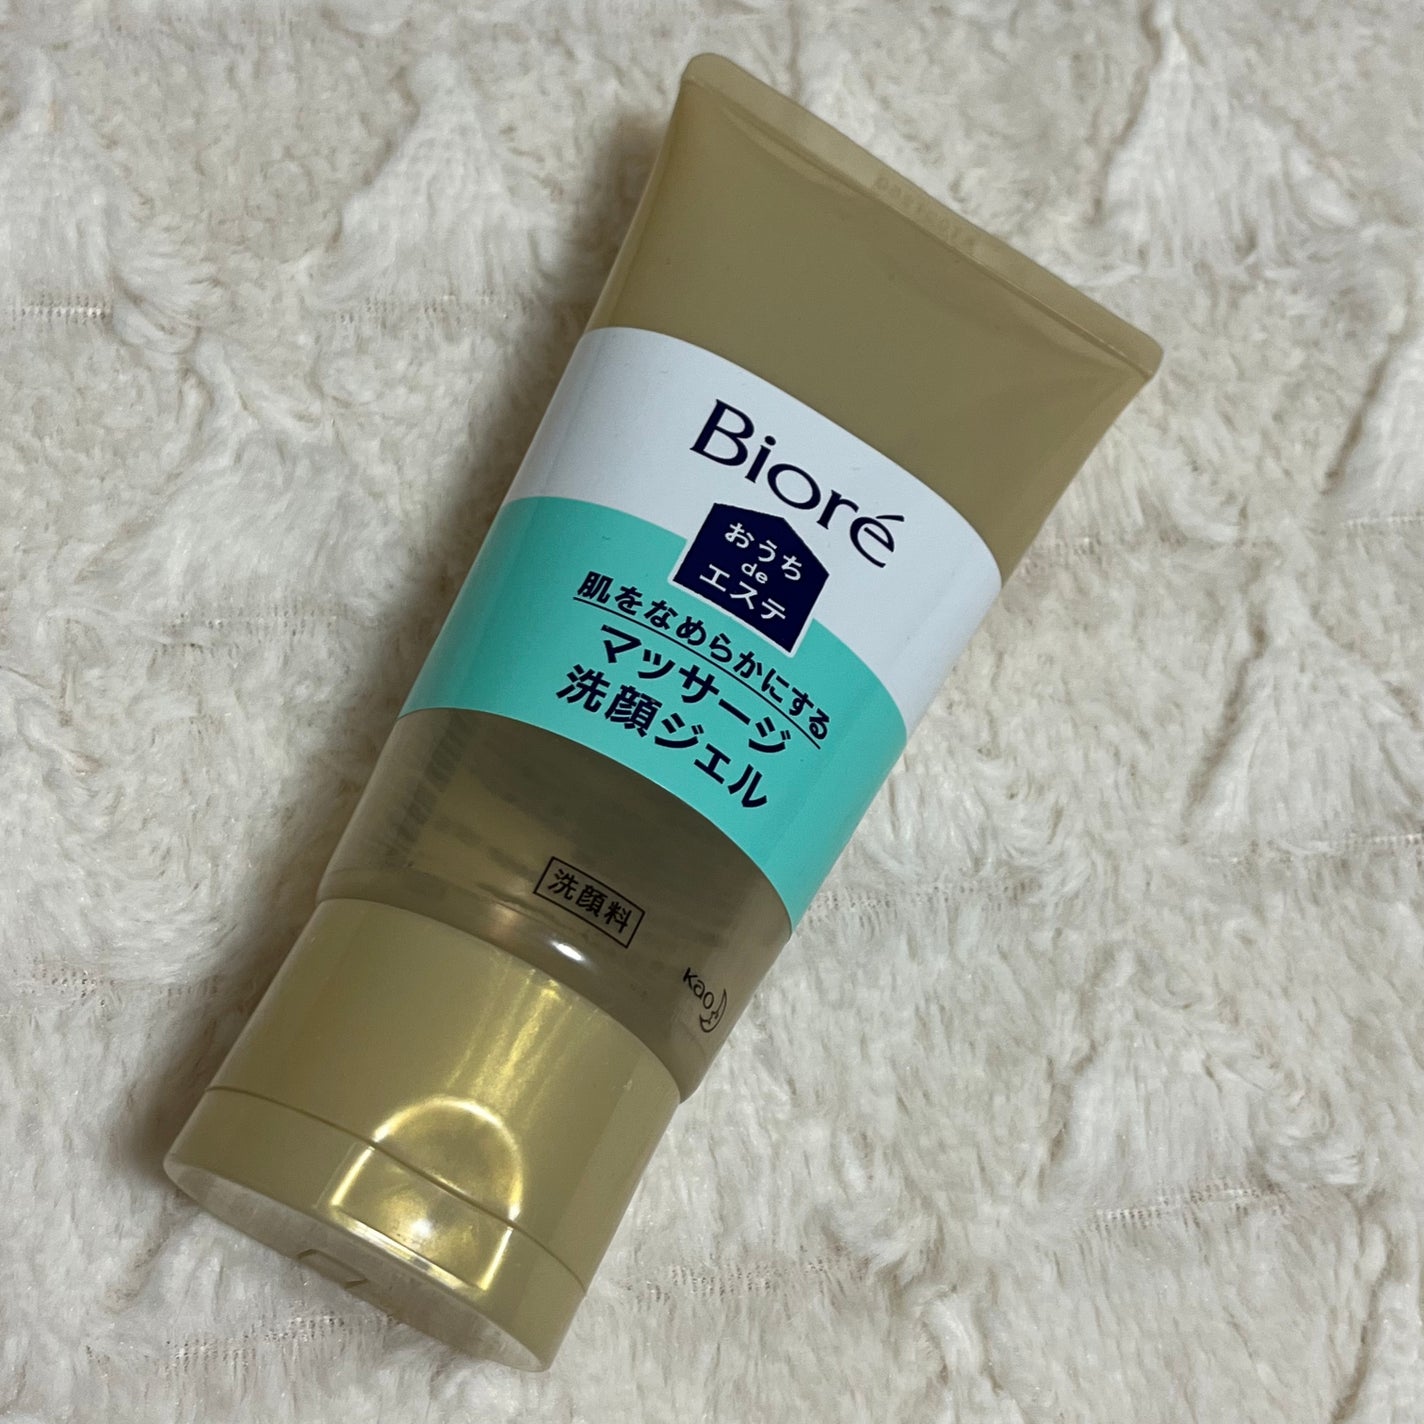 Bioré
おうち
de
エステ
肌をなめらかにする
マッサージ
洗顔ジェル
洗顔料
Kao